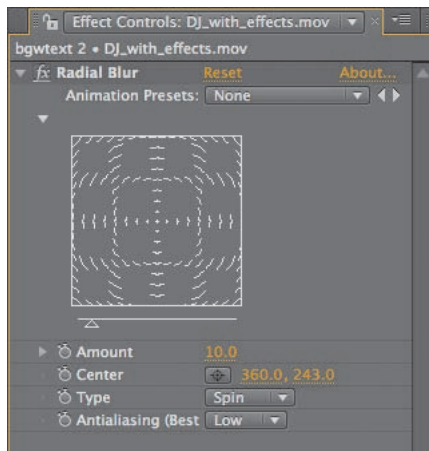 Effect Controls: DJ_with_effects.mov
bgwtext 2 • DJ_with_effects.mov
fx Radial Blur Reset About...
Animation Presets: None
Amount 10.0
Center 360.0, 243.0
Type Spin
Antialiasing (Best Low